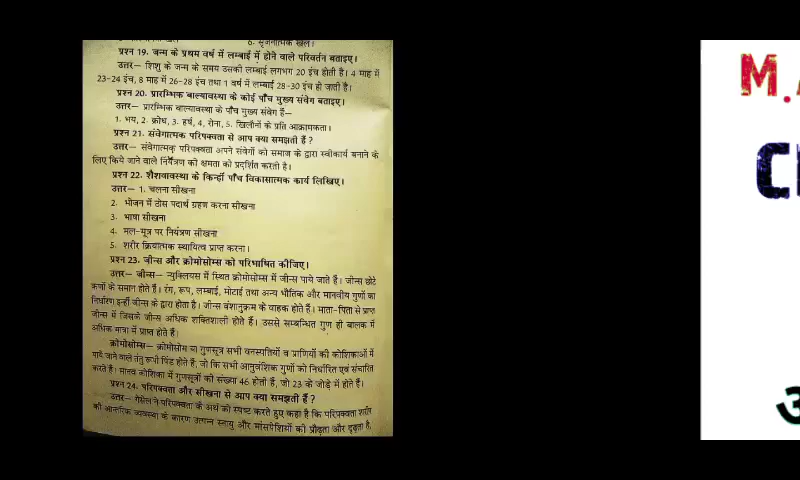 6. सृजनात्मक खेल।
प्रश्न 19. जन्म के प्रथम वर्ष में लम्बाई में होने वाले परिवर्तन बताइए।
उत्तर– शिशु के जन्म के समय उसकी लम्बाई लगभग 20 इंच होती है। 4 माह में
23-24 इंच, 8 माह में 26-28 इंच तथा 1 वर्ष में लम्बाई 28-30 इंच हो जाती है।
प्रश्न 20. प्रारम्भिक बाल्यावस्था के कोई पाँच मुख्य संवेग बताइए।
उत्तर– प्रारम्भिक बाल्यावस्था के पाँच मुख्य संवेग हैं—
1. भय, 2. क्रोध, 3. हर्ष, 4. रोना, 5. खिलौनों के प्रति आक्रामकता।
प्रश्न 21. संवेगात्मक परिपक्वता से आप क्या समझती हैं ?
उत्तर– संवेगात्मक परिपक्वता अपने संवेगों को समाज के द्वारा स्वीकार्य बनाने के
लिए किये जाने वाले नियंत्रण की क्षमता को प्रदर्शित करती है।
प्रश्न 22. शैशवावस्था के किन्हीं पाँच विकासात्मक कार्य लिखिए।
उत्तर– 1. चलना सीखना
2. भोजन में ठोस पदार्थ ग्रहण करना सीखना
3. भाषा सीखना
4. मल-मूत्र पर नियंत्रण सीखना
5. शरीर क्रियात्मक स्थायित्व प्राप्त करना।
प्रश्न 23. जीन्स और क्रोमोसोम्स को परिभाषित कीजिए।
उत्तर– जीन्स— न्युक्लियस में स्थित क्रोमोसोम्स में जीन्स पाये जाते हैं। जीन्स छोटे
कणों के समान होते हैं। रंग, रूप, लम्बाई, मोटाई तथा अन्य भौतिक और मानवीय गुणों का
निर्धारण इन्हीं जीन्स के द्वारा होता है। जीन्स वंशानुक्रम के वाहक होते हैं। माता-पिता से प्राप्त
जीन्स में जिसके जीन्स अधिक शक्तिशाली होते हैं। उससे सम्बन्धित गुण ही बालक में
अधिक मात्रा में प्राप्त होते हैं।
क्रोमोसोम्स— क्रोमोसोम या गुणसूत्र सभी वनस्पतियों व प्राणियों की कोशिकाओं में
पाये जाने वाले तंतु रूपी पिंड होते हैं, जो कि सभी आनुवंशिक गुणों को निर्धारित एवं संचारित
करते हैं। मानव कोशिका में गुणसूत्रों की संख्या 46 होती है, जो 23 के जोड़े में होते हैं।
प्रश्न 24. परिपक्वता और सीखना से आप क्या समझती हैं ?
उत्तर– गेसेल ने परिपक्वता के अर्थ को स्पष्ट करते हुए कहा है कि परिपक्वता शरीर
की आन्तरिक व्यवस्था के कारण उत्पन्न स्नायु और मांसपेशियों की प्रौढ़ता और दृढ़ता है,
M.
C